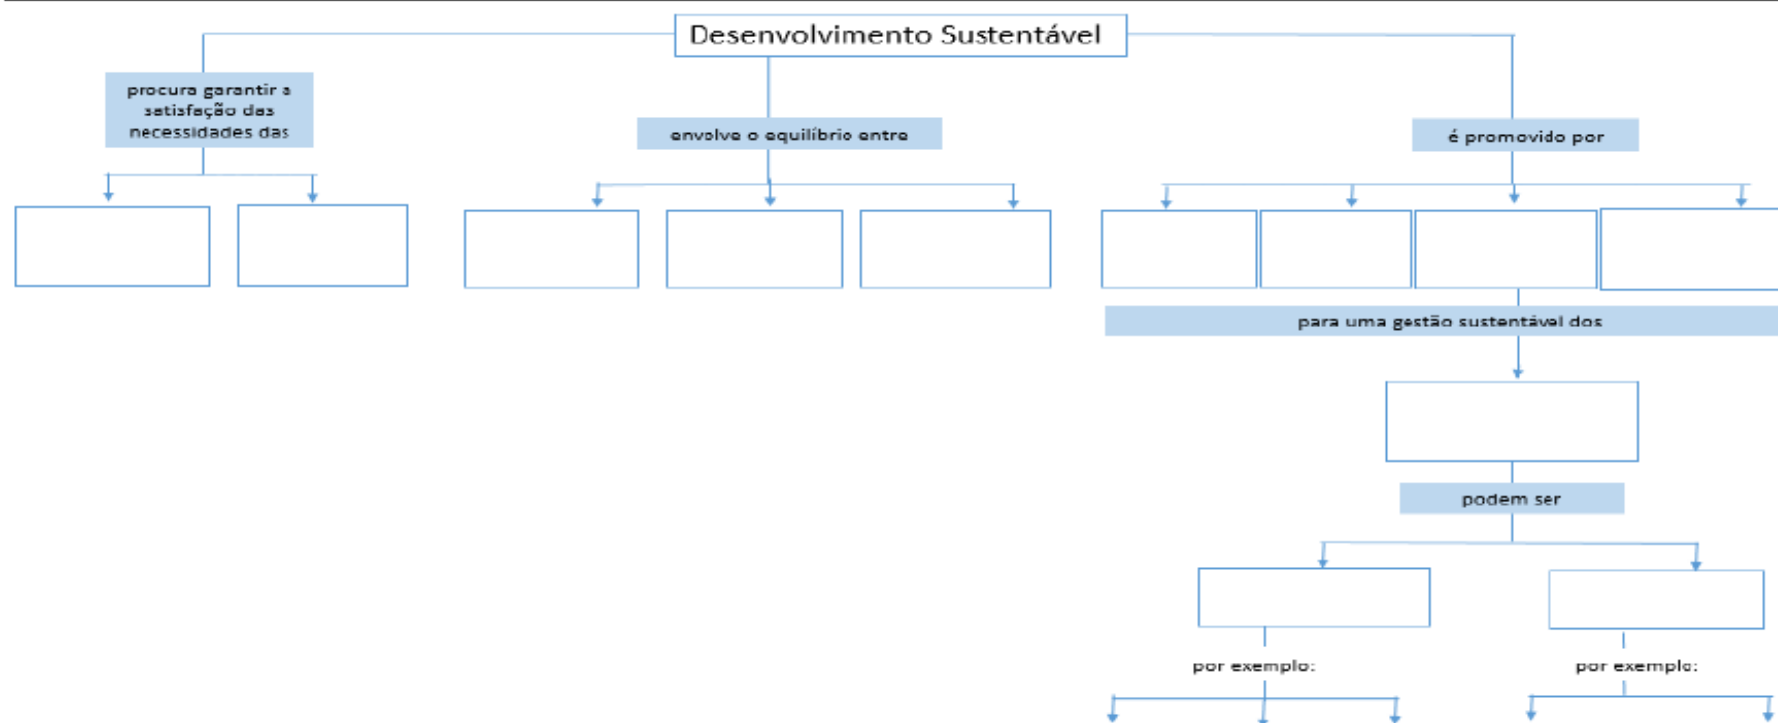 Desenvolvimento Sustentável
procura garantir a
satisfação das
necessidades das
envolve o equilíbrio entre
é promovido por
para uma gestão sustentável dos
podem ser
por exemplo:
por exemplo: